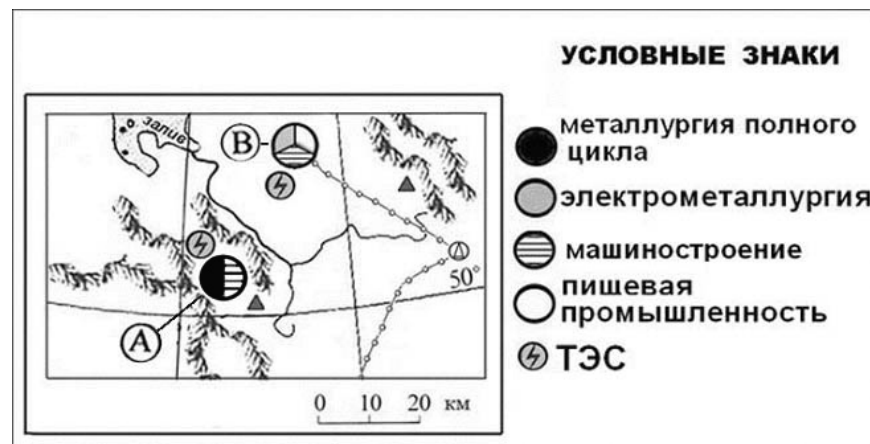 УСЛОВНЫЕ ЗНАКИ
металлургия полного
цикла
электрометаллургия
машиностроение
пищевая
промышленность
ТЭС
залив
В
А
50°
0 10 20 км